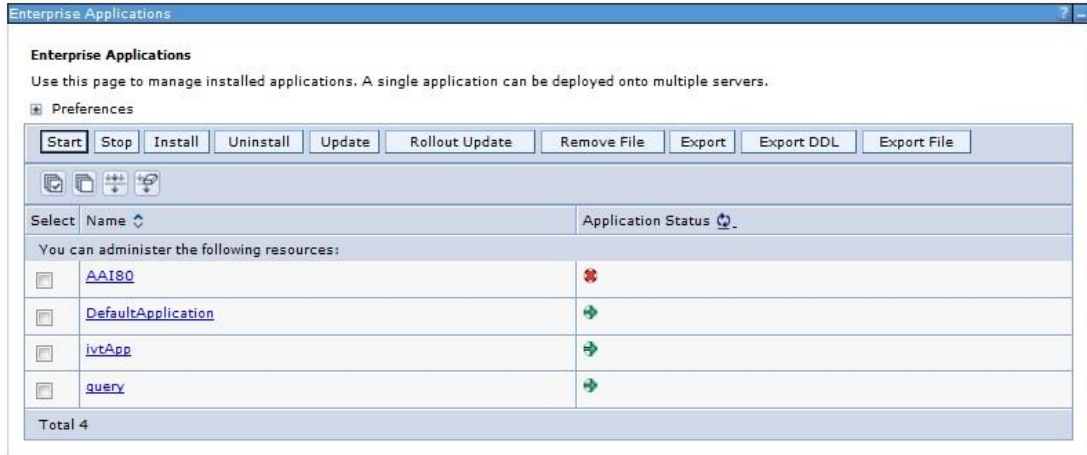 Enterprise Applications
?
Enterprise Applications
Use this page to manage installed applications. A single application can be deployed onto multiple servers.
Preferences
Start Stop Install Uninstall Update Rollout Update Remove File Export Export DDL Export File
Select Name Application Status
You can administer the following resources:
AAI80
DefaultApplication
ivtApp
query
Total 4